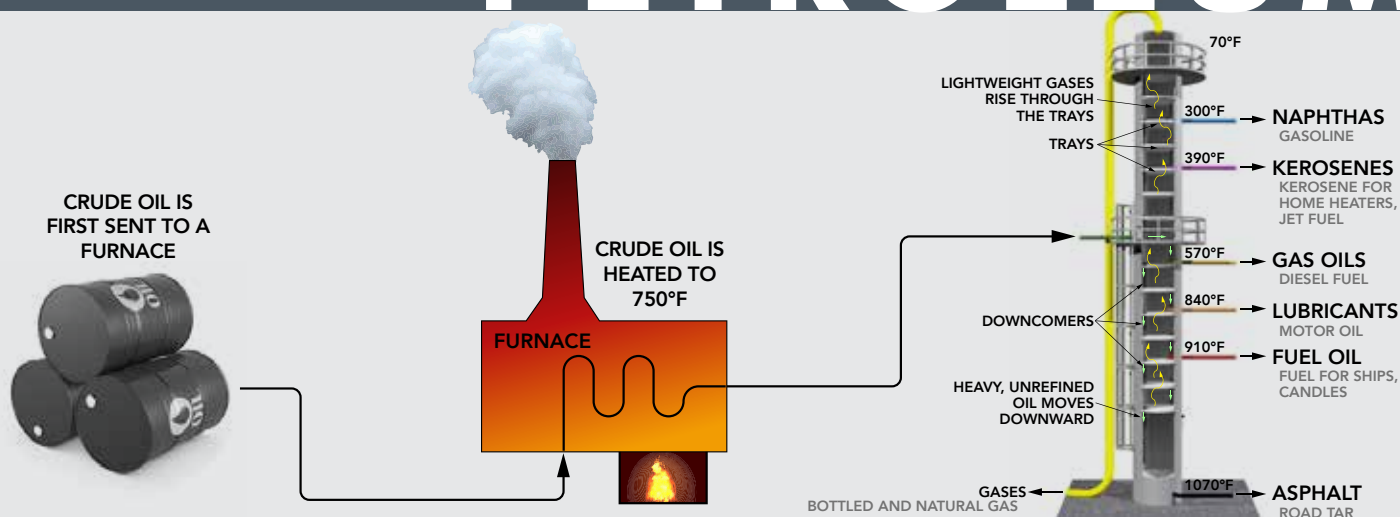 PETROLEUM
CRUDE OIL IS
FIRST SENT TO A
FURNACE
OIL
OIL
CRUDE OIL IS
HEATED TO
750°F
FURNACE
70°F
LIGHTWEIGHT GASES
RISE THROUGH
THE TRAYS
TRAYS
300°F
NAPHTHAS
GASOLINE
390°F
KEROSENES
KEROSENE FOR
HOME HEATERS,
JET FUEL
570°F
GAS OILS
DIESEL FUEL
DOWNCOMERS
840°F
LUBRICANTS
MOTOR OIL
910°F
FUEL OIL
FUEL FOR SHIPS,
CANDLES
HEAVY, UNREFINED
OIL MOVES
DOWNWARD
GASES
BOTTLED AND NATURAL GAS
1070°F
ASPHALT
ROAD TAR